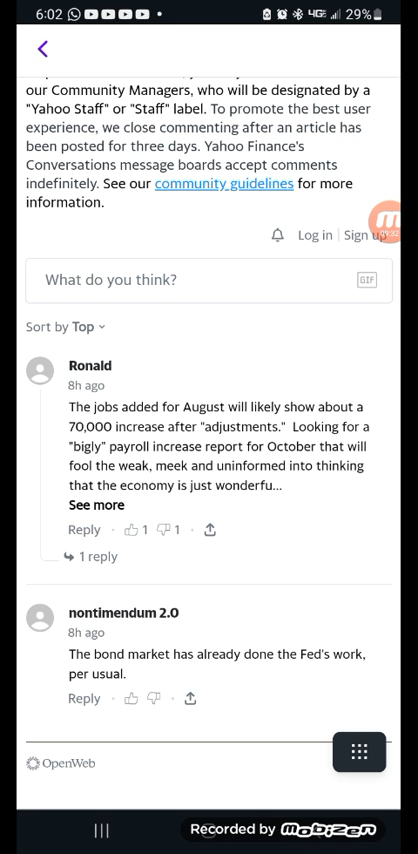 6:02
4GE
29%
our Community Managers, who will be designated by a
"Yahoo Staff" or "Staff" label. To promote the best user
experience, we close commenting after an article has
been posted for three days. Yahoo Finance's
Conversations message boards accept comments
indefinitely. See our community guidelines for more
information.
Log in | Sign up
m
What do you think?
GIF
Sort by Top
Ronald
8h ago
The jobs added for August will likely show about a
70,000 increase after "adjustments." Looking for a
"bigly" payroll increase report for October that will
fool the weak, meek and uninformed into thinking
that the economy is just wonderfu...
See more
Reply · 1 1 ·
1 reply
nontimendum 2.0
8h ago
The bond market has already done the Fed's work,
per usual.
Reply · ·
OpenWeb
Recorded by mobizen